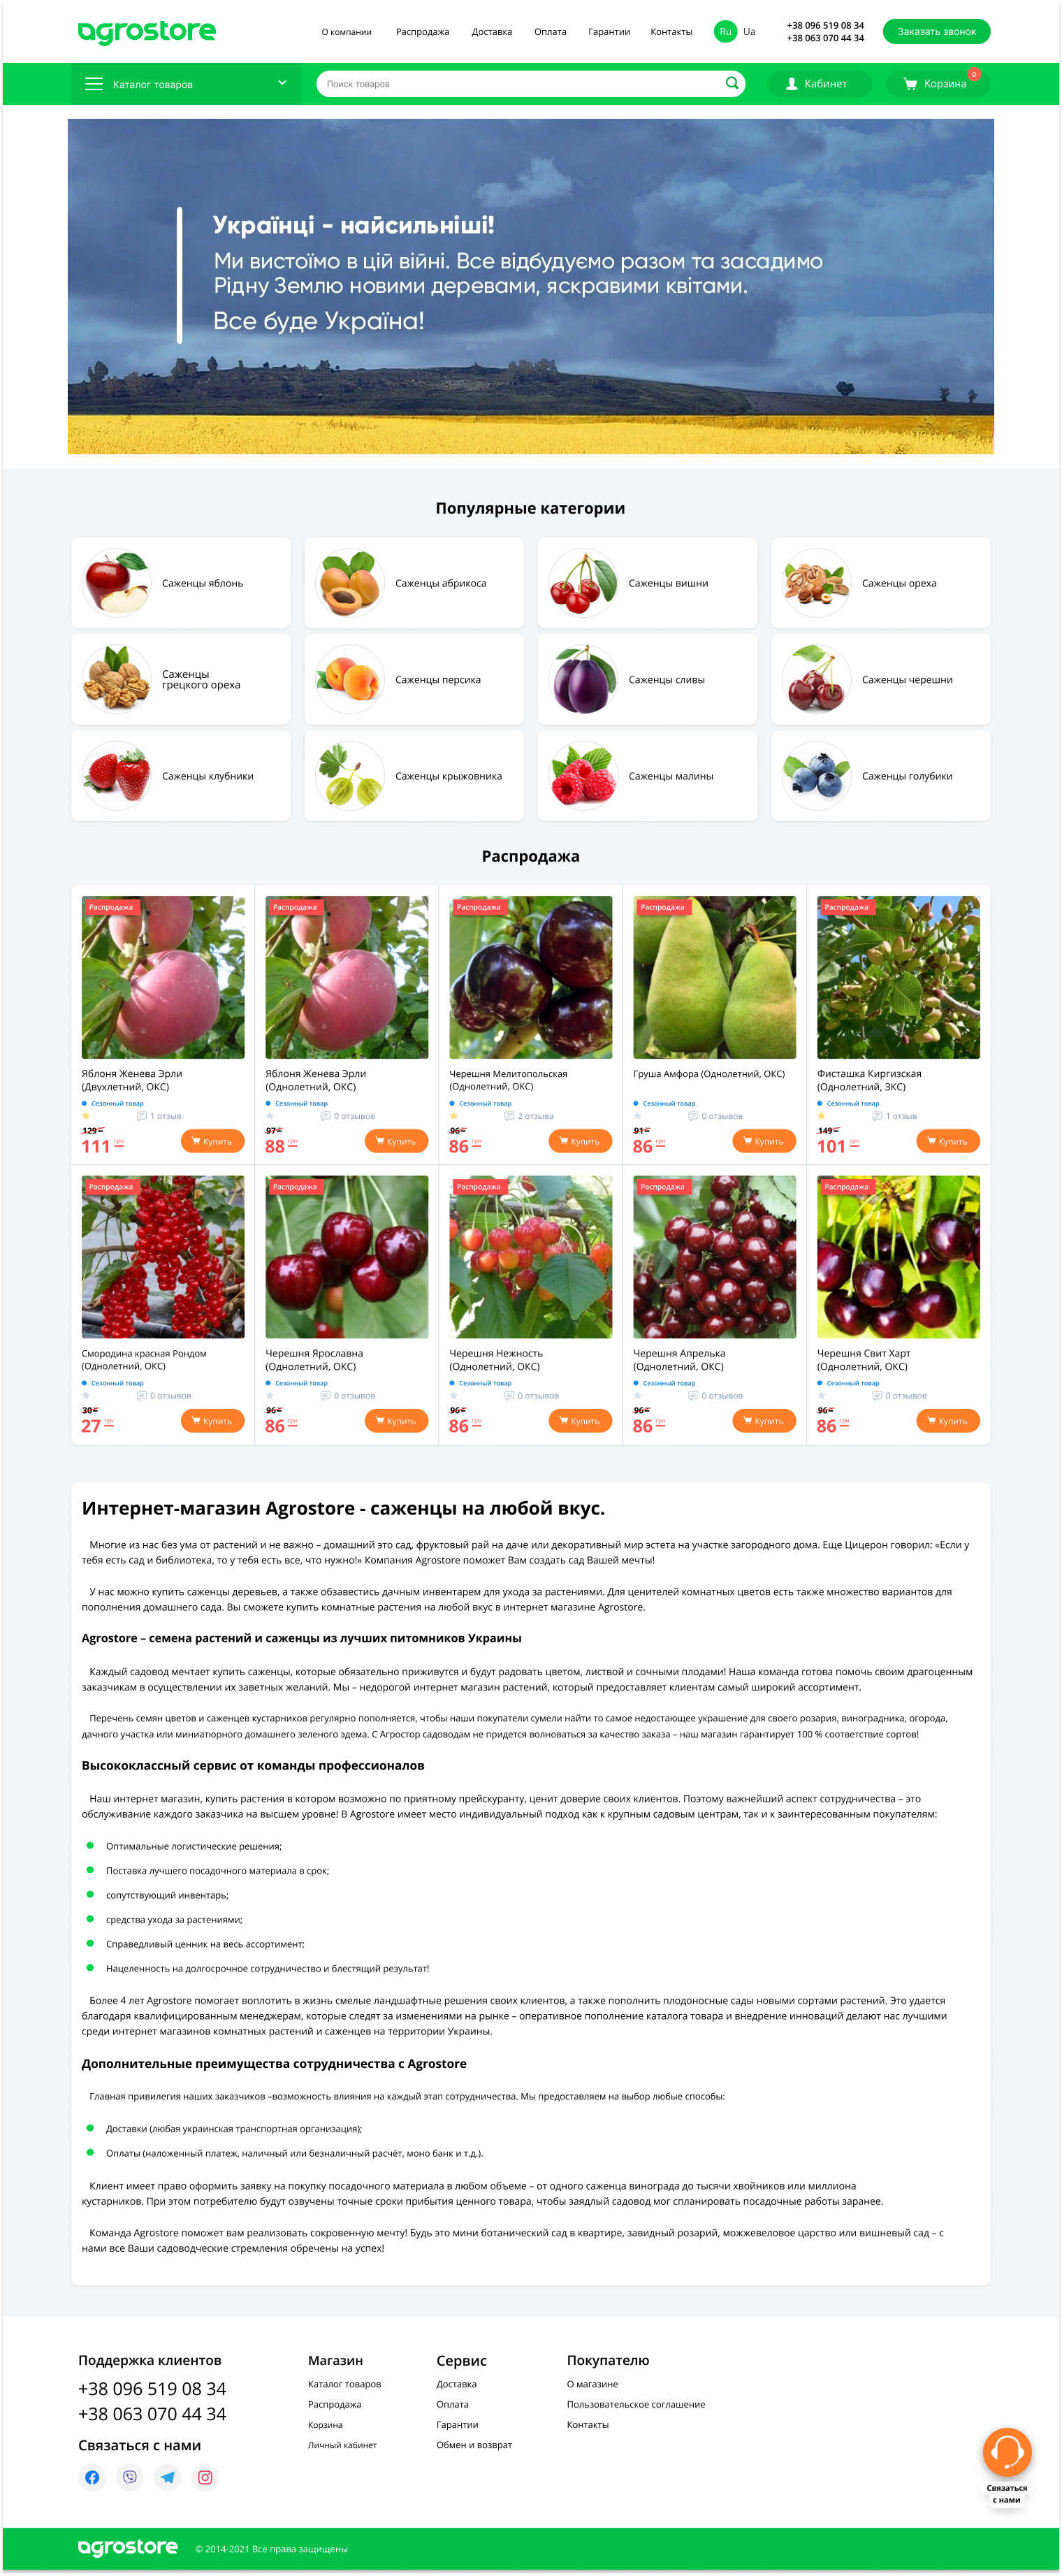 agrostore
О компании Распродажа Доставка Оплата Гарантии Контакты Ru Ua
+38 096 519 08 34
+38 063 070 44 34
Заказать звонок
Каталог товаров
Поиск товаров
Кабинет
Корзина 0
Українці - найсильніші!
Ми вистоїмо в цій війні. Все відбудуємо разом та засадимо
Рідну Землю новими деревами, яскравими квітами.
Все буде Україна!
Популярные категории
Саженцы яблонь
Саженцы абрикоса
Саженцы вишни
Саженцы ореха
Саженцы
грецкого ореха
Саженцы персика
Саженцы сливы
Саженцы черешни
Саженцы клубники
Саженцы крыжовника
Саженцы малины
Саженцы голубики
Распродажа
Распродажа
Яблоня Женева Эрли
(Двухлетний, ОКС)
Сезонный товар
1 отзыв
129
111 грн
Купить
Распродажа
Яблоня Женева Эрли
(Однолетний, ОКС)
Сезонный товар
0 отзывов
97
88 грн
Купить
Распродажа
Черешня Мелитопольская
(Однолетний, ОКС)
Сезонный товар
2 отзыва
96
86 грн
Купить
Распродажа
Груша Амфора (Однолетний, ОКС)
Сезонный товар
0 отзывов
91
86 грн
Купить
Распродажа
Фисташка Киргизская
(Однолетний, ЗКС)
Сезонный товар
1 отзыв
149
101 грн
Купить
Распродажа
Смородина красная Рондом
(Однолетний, ОКС)
Сезонный товар
0 отзывов
30
27 грн
Купить
Распродажа
Черешня Ярославна
(Однолетний, ОКС)
Сезонный товар
0 отзывов
96
86 грн
Купить
Распродажа
Черешня Нежность
(Однолетний, ОКС)
Сезонный товар
0 отзывов
96
86 грн
Купить
Распродажа
Черешня Апрелька
(Однолетний, ОКС)
Сезонный товар
0 отзывов
96
86 грн
Купить
Распродажа
Черешня Свит Харт
(Однолетний, ОКС)
Сезонный товар
0 отзывов
96
86 грн
Купить
Интернет-магазин Agrostore - саженцы на любой вкус.
Многие из нас без ума от растений и не важно – домашний это сад, фруктовый рай на даче или декоративный мир эстета на участке загородного дома. Еще Цицерон говорил: «Если у
тебя есть сад и библиотека, то у тебя есть все, что нужно!» Компания Agrostore поможет Вам создать сад Вашей мечты!
У нас можно купить саженцы деревьев, а также обзавестись дачным инвентарем для ухода за растениями. Для ценителей комнатных цветов есть также множество вариантов для
пополнения домашнего сада. Вы сможете купить комнатные растения на любой вкус в интернет магазине Agrostore.
Agrostore – семена растений и саженцы из лучших питомников Украины
Каждый садовод мечтает купить саженцы, которые обязательно приживутся и будут радовать цветом, листвой и сочными плодами! Наша команда готова помочь своим драгоценным
заказчикам в осуществлении их заветных желаний. Мы – недорогой интернет магазин растений, который предоставляет клиентам самый широкий ассортимент.
Перечень семян цветов и саженцев кустарников регулярно пополняется, чтобы наши покупатели сумели найти то самое недостающее украшение для своего розария, виноградника, огорода,
дачного участка или миниатюрного домашнего зеленого эдема. С Агростор садоводам не придется волноваться за качество заказа – наш магазин гарантирует 100 % соответствие сортов!
Высококлассный сервис от команды профессионалов
Наш интернет магазин, купить растения в котором возможно по приятному прейскуранту, ценит доверие своих клиентов. Поэтому важнейший аспект сотрудничества – это
обслуживание каждого заказчика на высшем уровне! В Agrostore имеет место индивидуальный подход как к крупным садовым центрам, так и к заинтересованным покупателям:
Оптимальные логистические решения;
Поставка лучшего посадочного материала в срок;
сопутствующий инвентарь;
средства ухода за растениями;
Справедливый ценник на весь ассортимент;
Нацеленность на долгосрочное сотрудничество и блестящий результат!
Более 4 лет Agrostore помогает воплотить в жизнь смелые ландшафтные решения своих клиентов, а также пополнить плодоносные сады новыми сортами растений. Это удается
благодаря квалифицированным менеджерам, которые следят за изменениями на рынке – оперативное пополнение каталога товара и внедрение инноваций делают нас лучшими
среди интернет магазинов комнатных растений и саженцев на территории Украины.
Дополнительные преимущества сотрудничества с Agrostore
Главная привилегия наших заказчиков –возможность влияния на каждый этап сотрудничества. Мы предоставляем на выбор любые способы:
Доставки (любая украинская транспортная организация);
Оплаты (наложенный платеж, наличный или безналичный расчёт, моно банк и т.д.).
Клиент имеет право оформить заявку на покупку посадочного материала в любом объеме – от одного саженца винограда до тысячи хвойников или миллиона
кустарников. При этом потребителю будут озвучены точные сроки прибытия ценного товара, чтобы заядлый садовод мог спланировать посадочные работы заранее.
Команда Agrostore поможет вам реализовать сокровенную мечту! Будь это мини ботанический сад в квартире, завидный розарий, можжевеловое царство или вишневый сад – с
нами все Ваши садоводческие стремления обречены на успех!
Поддержка клиентов
+38 096 519 08 34
+38 063 070 44 34
Связаться с нами
Магазин
Каталог товаров
Распродажа
Корзина
Личный кабинет
Сервис
Доставка
Оплата
Гарантии
Обмен и возврат
Покупателю
О магазине
Пользовательское соглашение
Контакты
Связаться
с нами
agrostore
© 2014-2021 Все права защищены